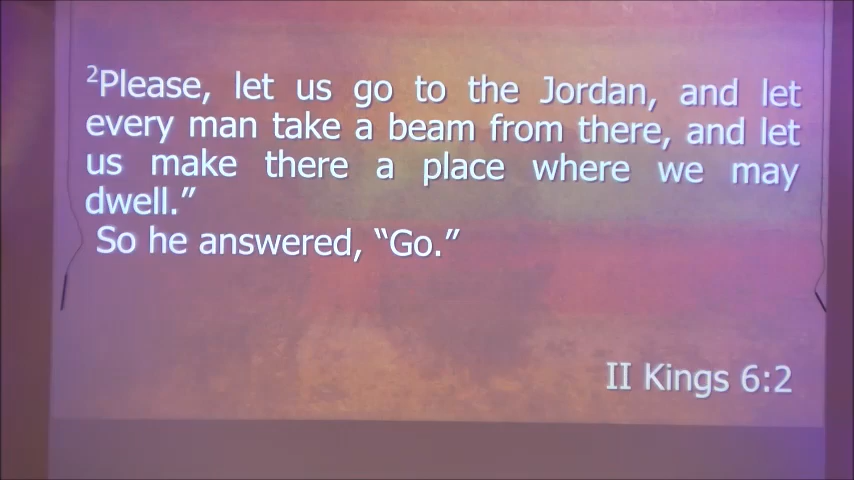 ²Please, let us go to the Jordan, and let
every man take a beam from there, and let
us make there a place where we may
dwell.”
So he answered, “Go.”
II Kings 6:2